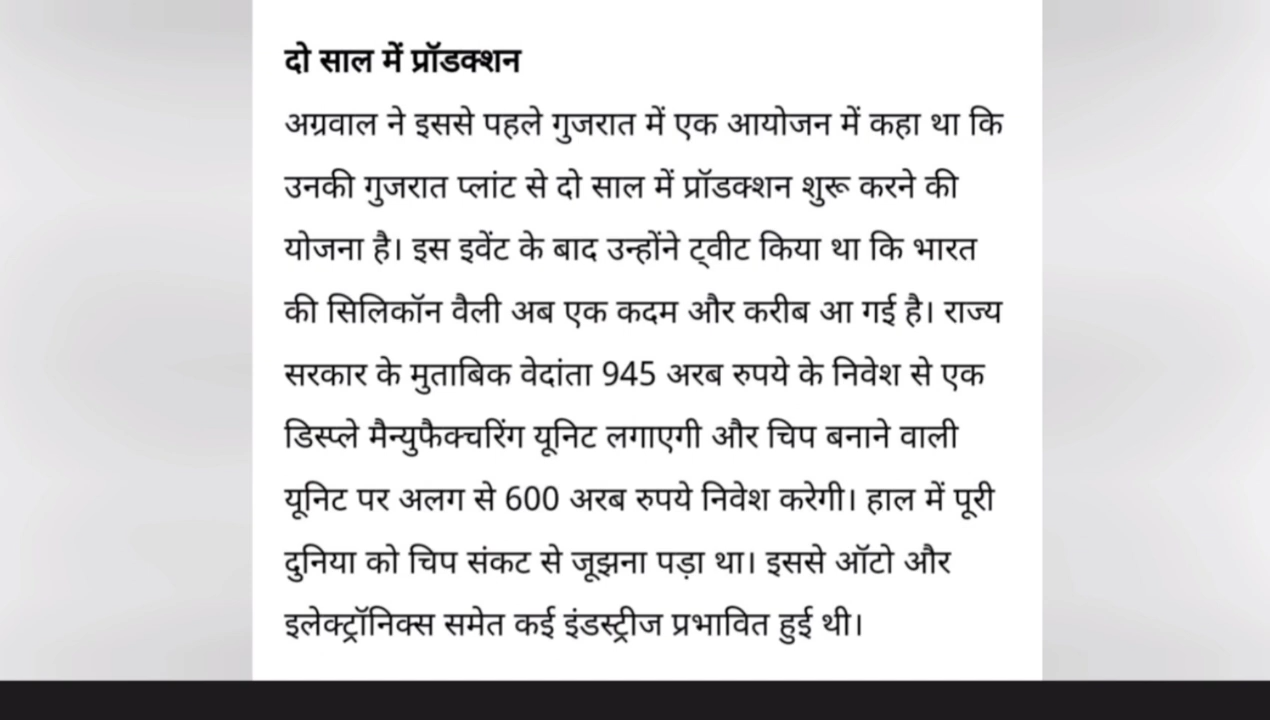 दो साल में प्रॉडक्शन
अग्रवाल ने इससे पहले गुजरात में एक आयोजन में कहा था कि
उनकी गुजरात प्लांट से दो साल में प्रॉडक्शन शुरू करने की
योजना है। इस इवेंट के बाद उन्होंने ट्वीट किया था कि भारत
की सिलिकॉन वैली अब एक कदम और करीब आ गई है। राज्य
सरकार के मुताबिक वेदांता 945 अरब रुपये के निवेश से एक
डिस्प्ले मैन्युफैक्चरिंग यूनिट लगाएगी और चिप बनाने वाली
यूनिट पर अलग से 600 अरब रुपये निवेश करेगी। हाल में पूरी
दुनिया को चिप संकट से जूझना पड़ा था। इससे ऑटो और
इलेक्ट्रॉनिक्स समेत कई इंडस्ट्रीज प्रभावित हुई थी।